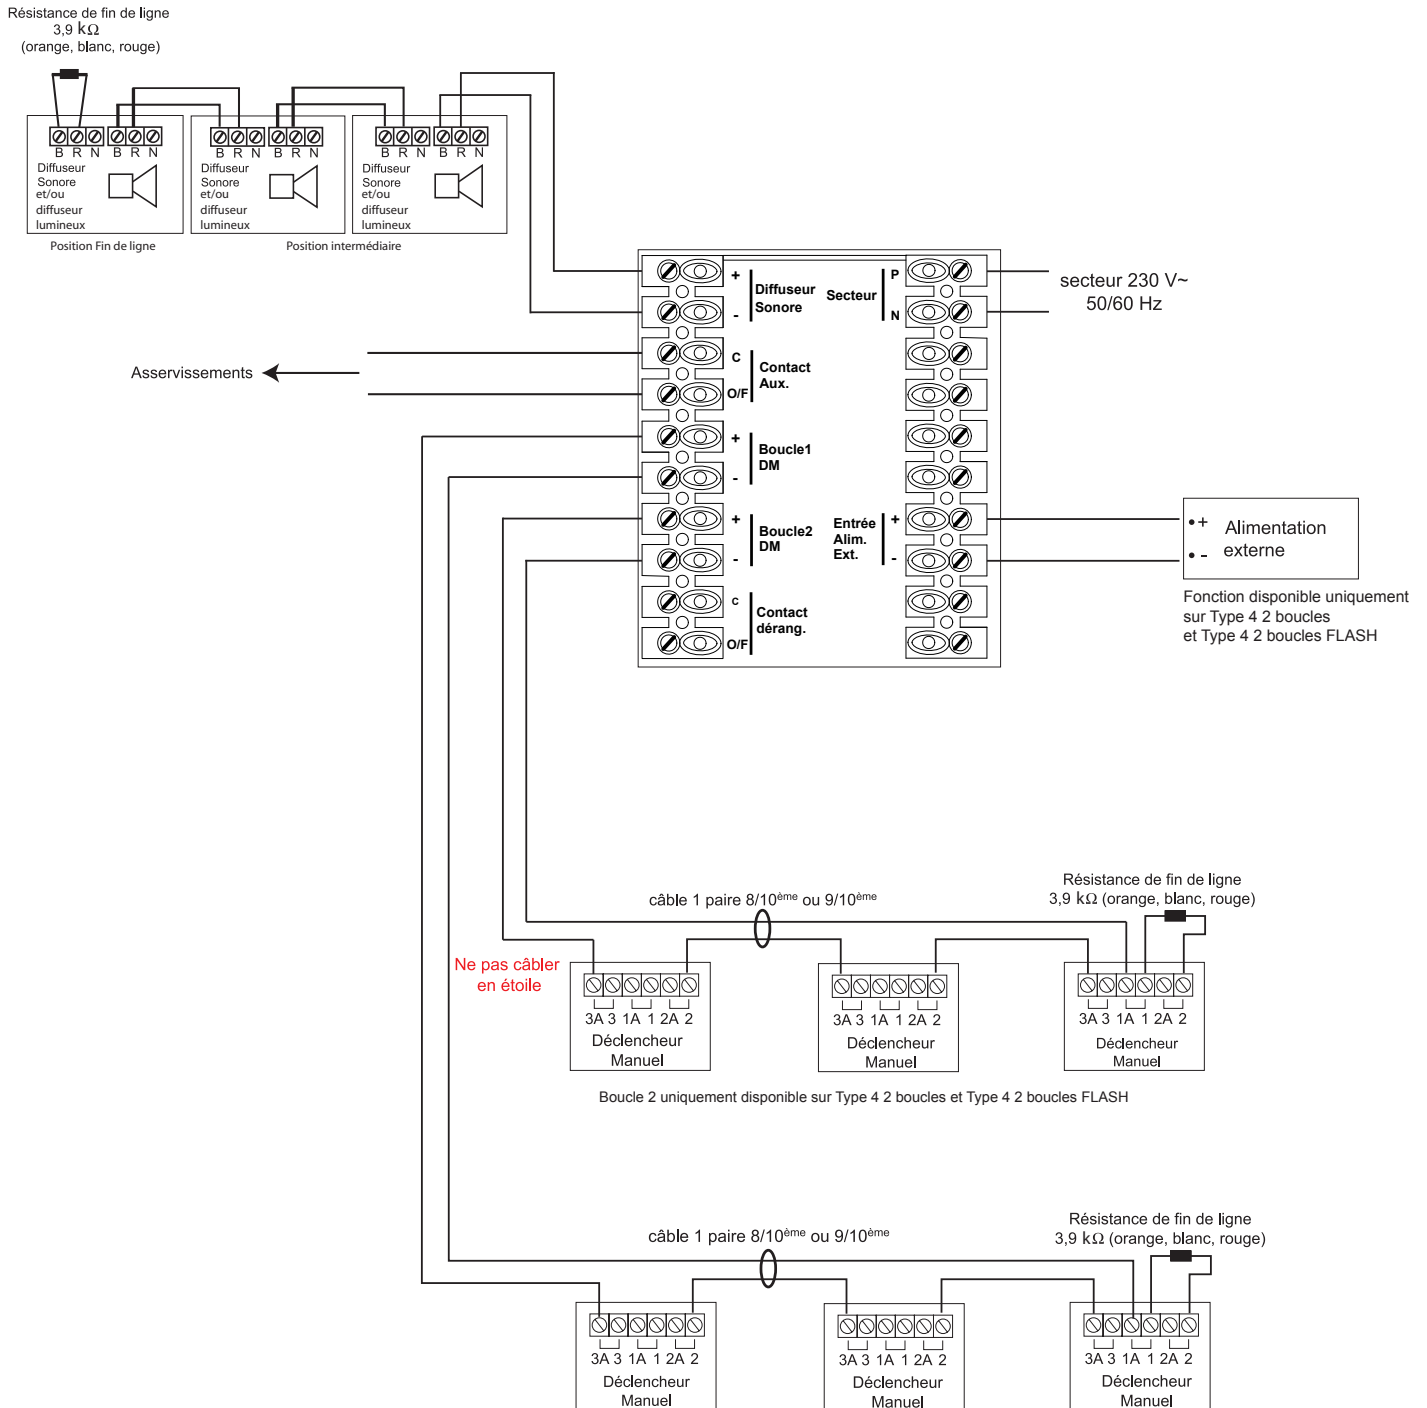 Résistance de fin de ligne
3,9 kΩ
(orange, blanc, rouge)
B R N B R N
B R N B R N
B R N B R N
Diffuseur
Sonore
et/ou
diffuseur
lumineux
Diffuseur
Sonore
et/ou
diffuseur
lumineux
Diffuseur
Sonore
et/ou
diffuseur
lumineux
Position Fin de ligne
Position intermédiaire
+
-
Diffuseur
Sonore
Secteur
P
N
secteur 230 V~
50/60 Hz
Asservissements
C
O/F
Contact
Aux.
+
-
Boucle1
DM
+
-
Boucle2
DM
Entrée
Alim.
Ext.
+
-
•+
•-
Alimentation
externe
Fonction disponible uniquement
sur Type 4 2 boucles
et Type 4 2 boucles FLASH
C
O/F
Contact
dérang.
câble 1 paire 8/10ème ou 9/10ème
Résistance de fin de ligne
3,9 kΩ (orange, blanc, rouge)
Ne pas câbler
en étoile
3A 3 1A 1 2A 2
Déclencheur
Manuel
3A 3 1A 1 2A 2
Déclencheur
Manuel
3A 3 1A 1 2A 2
Déclencheur
Manuel
Boucle 2 uniquement disponible sur Type 4 2 boucles et Type 4 2 boucles FLASH
câble 1 paire 8/10ème ou 9/10ème
Résistance de fin de ligne
3,9 kΩ (orange, blanc, rouge)
3A 3 1A 1 2A 2
Déclencheur
Manuel
3A 3 1A 1 2A 2
Déclencheur
Manuel
3A 3 1A 1 2A 2
Déclencheur
Manuel